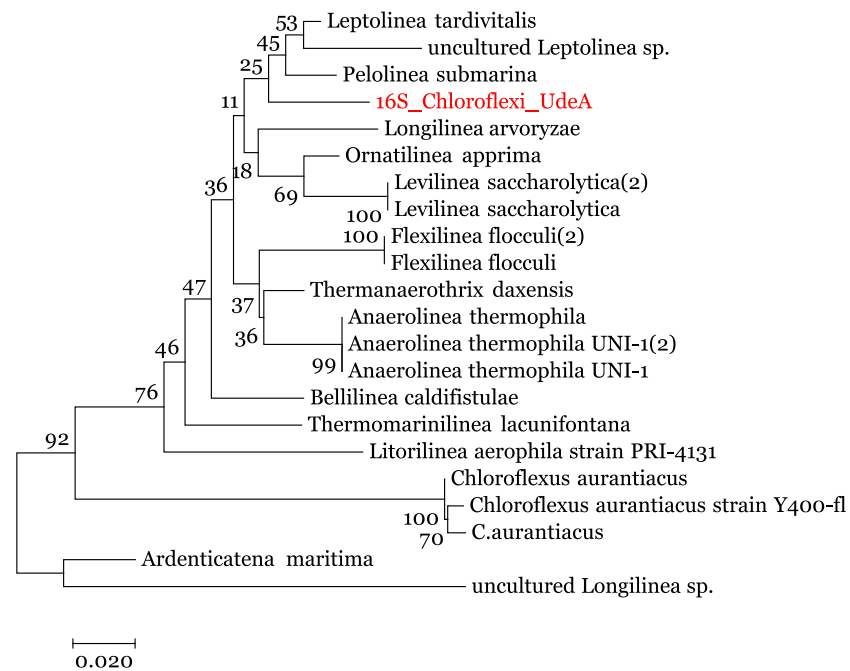 53
Leptolinea tardivitalis
45
uncultured Leptolinea sp.
25
Pelolinea submarina
11
16S_Chloroflexi_UdeA
Longilinea arvoryzae
18
Ornatilinea apprima
36
69
Levilinea saccharolytica(2)
100
Levilinea saccharolytica
100
Flexilinea flocculi(2)
Flexilinea flocculi
47
37
Thermanaerothrix daxensis
36
Anaerolinea thermophila
Anaerolinea thermophila UNI-1(2)
99
Anaerolinea thermophila UNI-1
46
76
Bellilinea caldifistulae
Thermomarinilinea lacunifontana
92
Litorilinea aerophila strain PRI-4131
Chloroflexus aurantiacus
Chloroflexus aurantiacus strain Y400-fl
100
70
C.aurantiacus
Ardenticatena maritima
uncultured Longilinea sp.
0.020